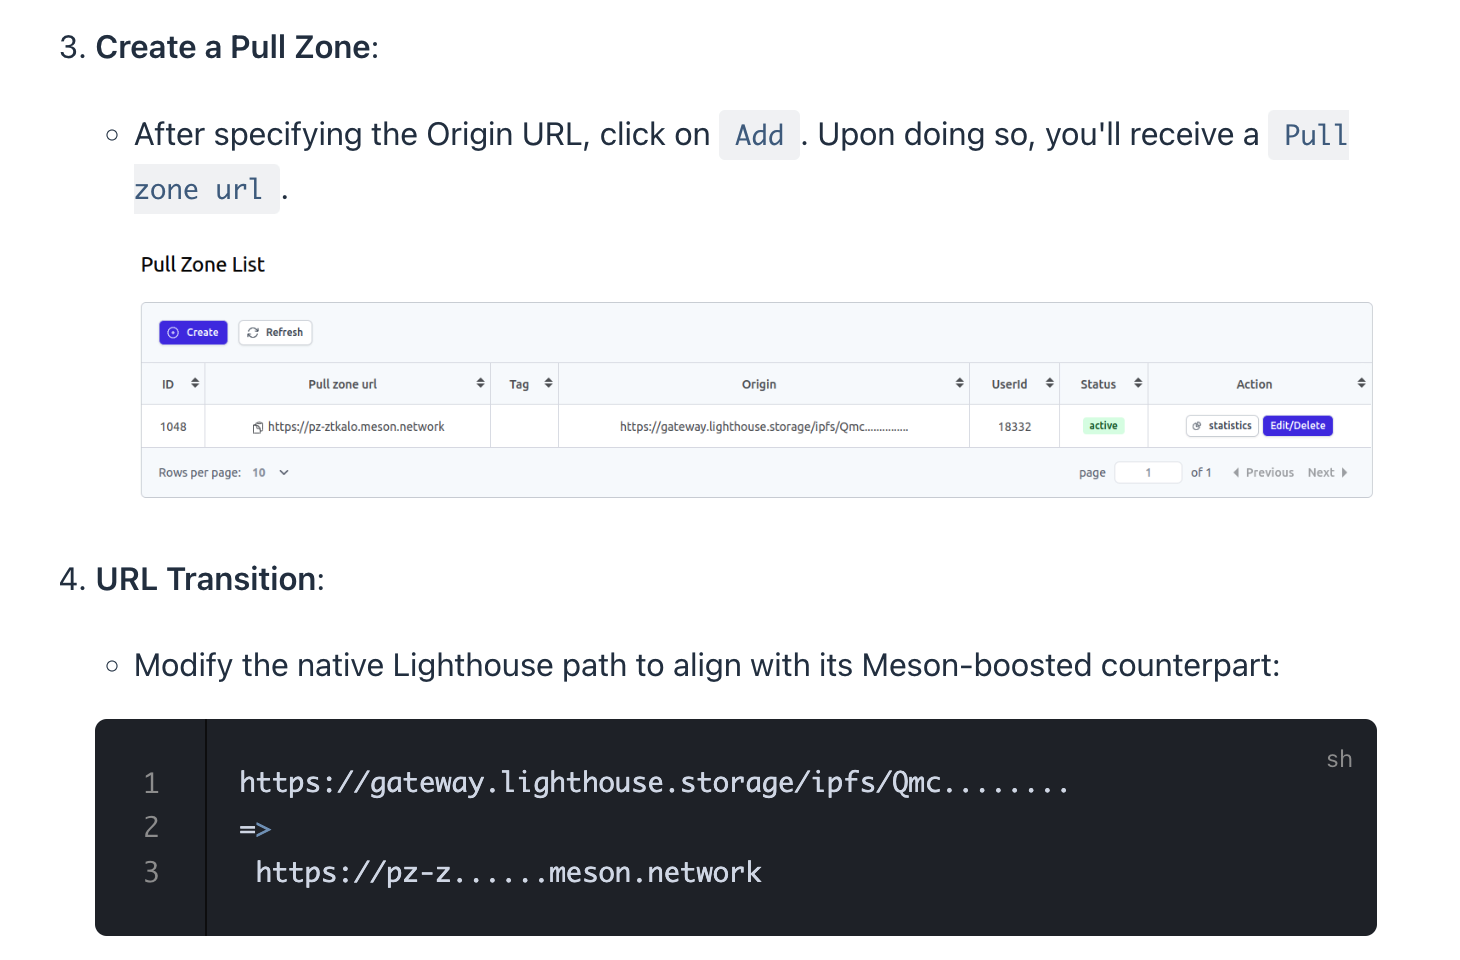 3. Create a Pull Zone:
After specifying the Origin URL, click on Add . Upon doing so, you'll receive a Pull
zone url .
Pull Zone List
Create Refresh
ID Pull zone url Tag Origin UserId Status Action
1048 https://pz-ztkalo.meson.network https://gateway.lighthouse.storage/ipfs/Qmc............... 18332 active statistics Edit/Delete
Rows per page: 10 page 1 of 1 Previous Next
4. URL Transition:
Modify the native Lighthouse path to align with its Meson-boosted counterpart:
sh
1 https://gateway.lighthouse.storage/ipfs/Qmc........
2 =>
3 https://pz-z......meson.network